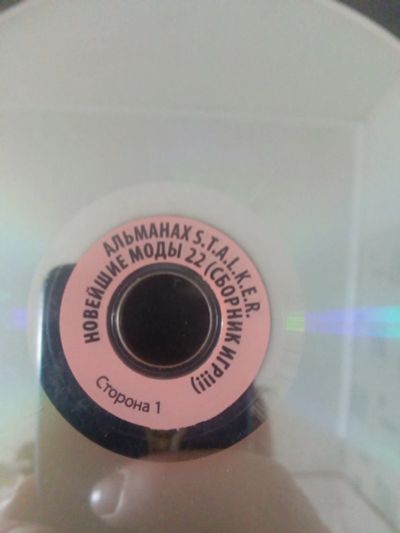 АЛЬМАНАХ S.T.A.L.K.E.R.
НОВЕЙШИЕ МОДЫ 22 (СБОРНИК ИГР!!!)
Сторона 1